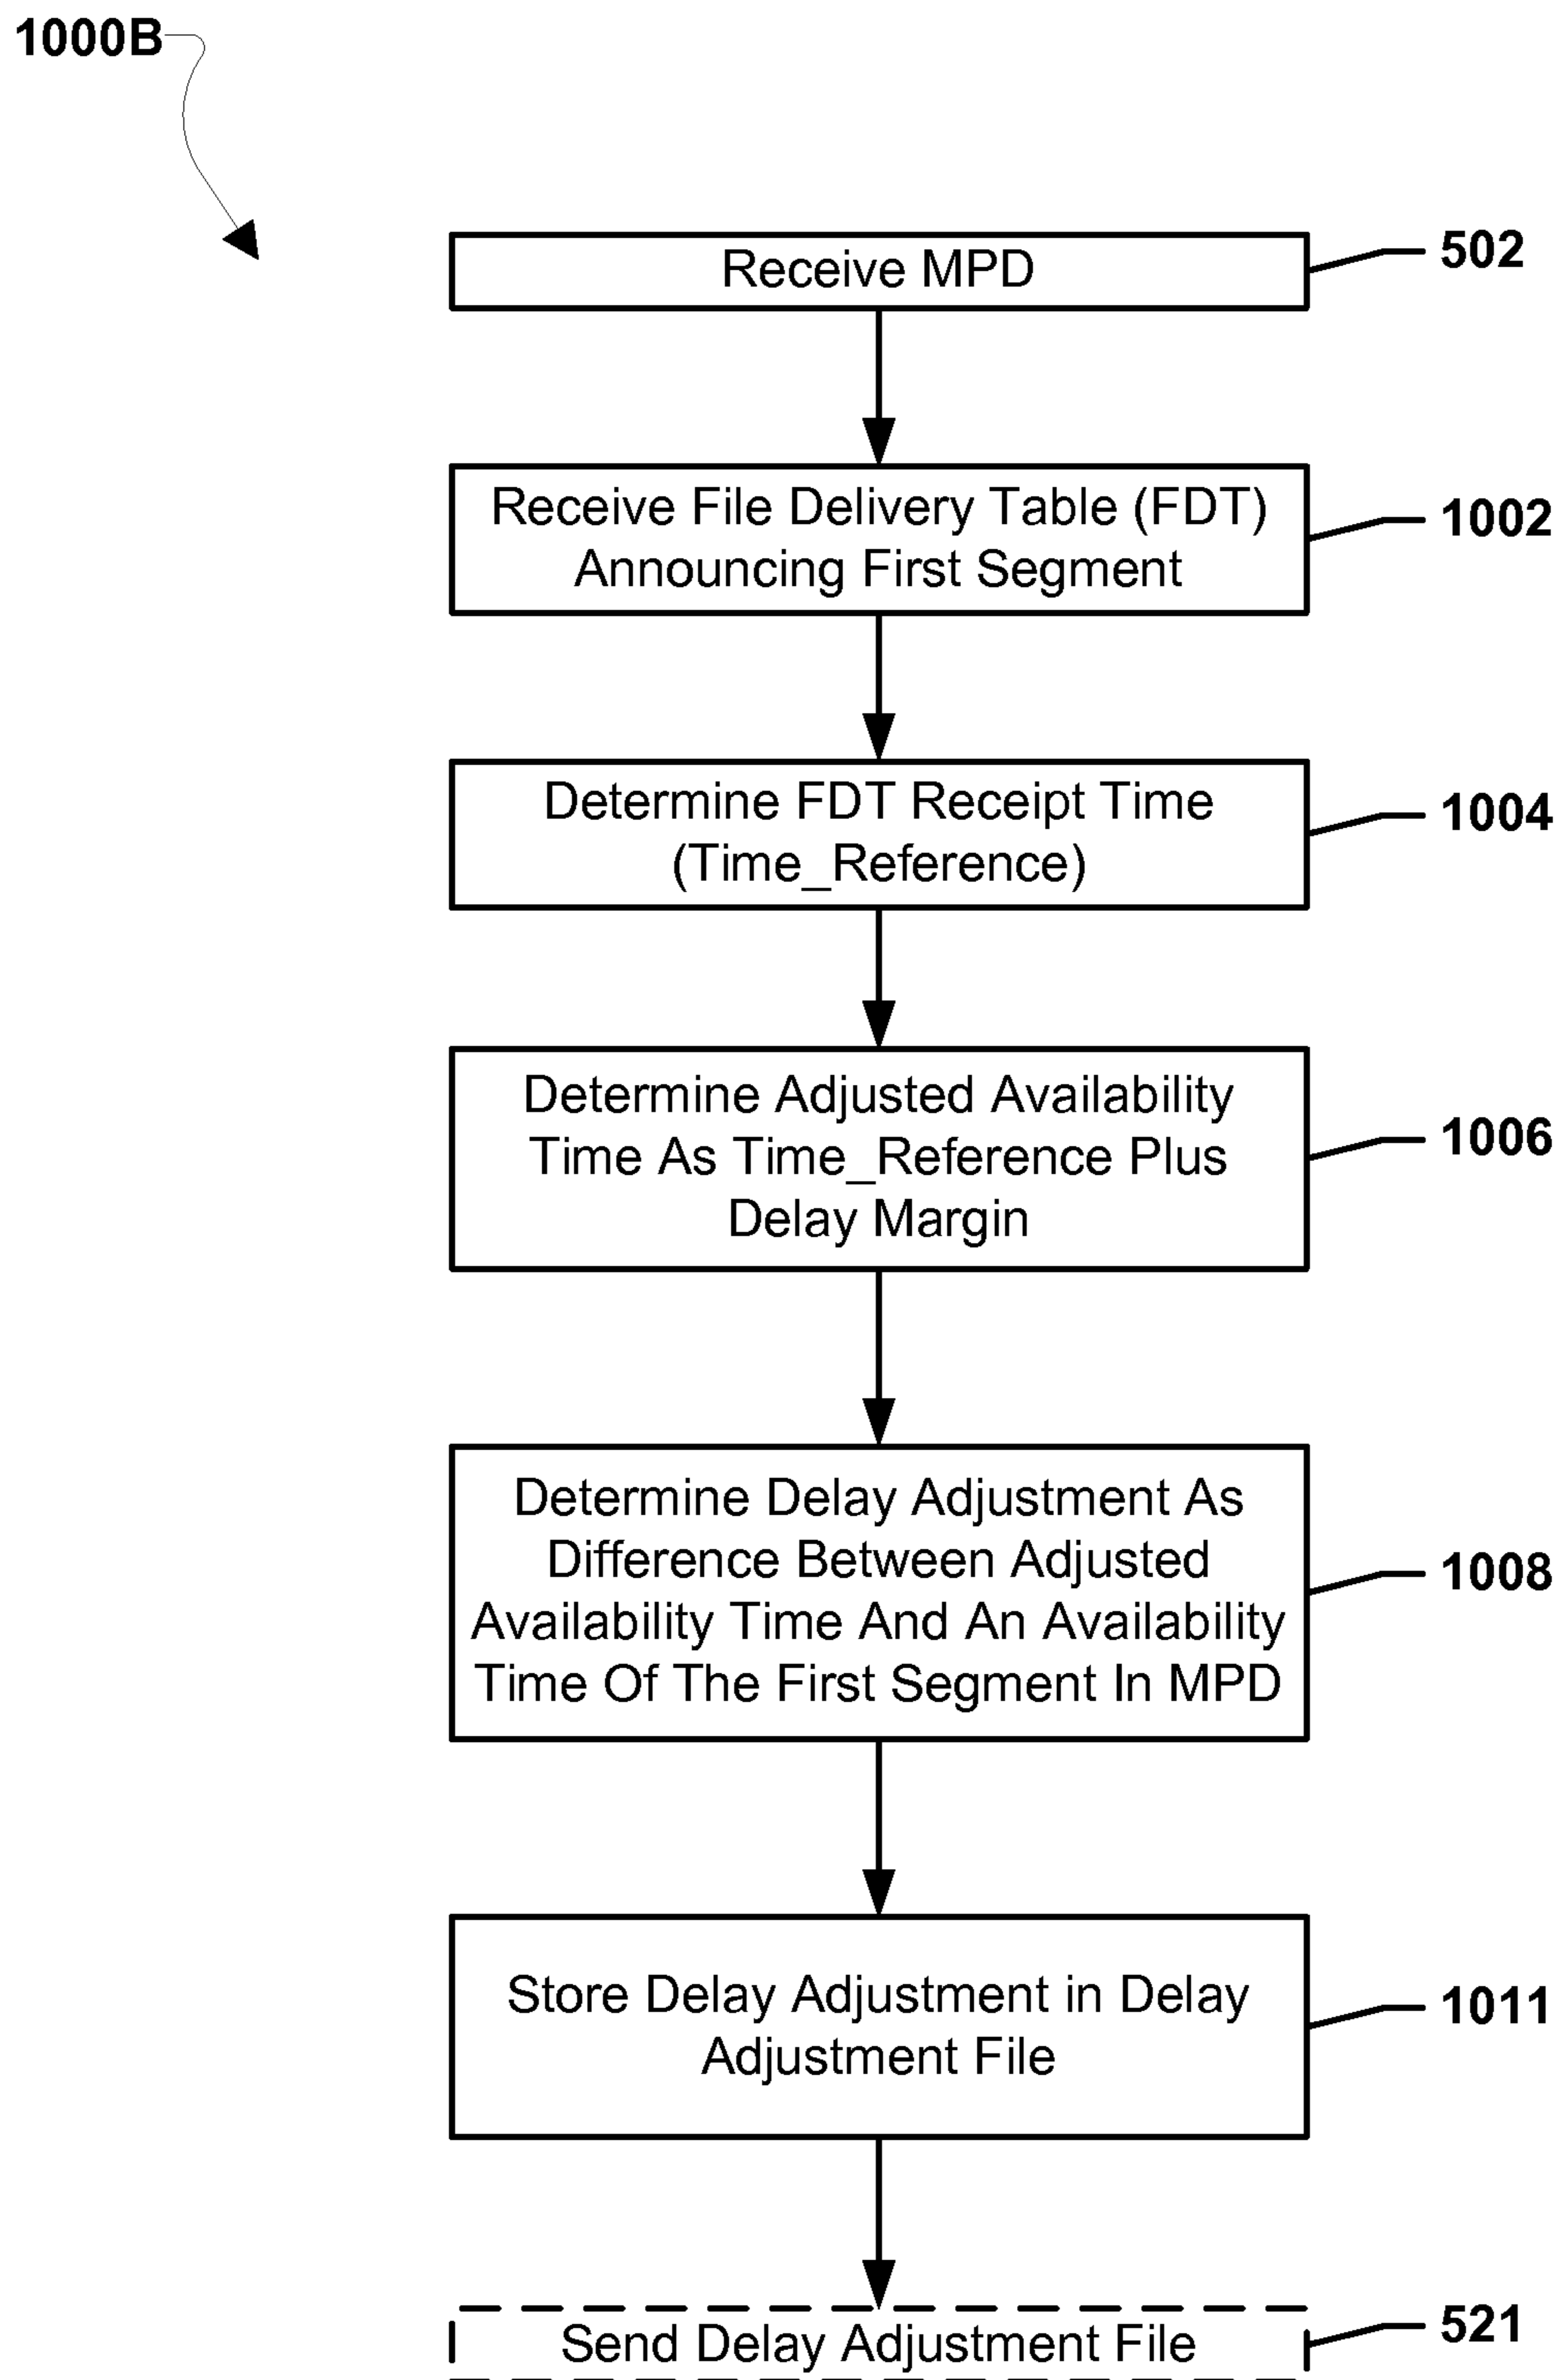 1000B
Receive MPD
502
Receive File Delivery Table (FDT)
Announcing First Segment
1002
Determine FDT Receipt Time
(Time_Reference)
1004
Determine Adjusted Availability
Time As Time_Reference Plus
Delay Margin
1006
Determine Delay Adjustment As
Difference Between Adjusted
Availability Time And An Availability
Time Of The First Segment In MPD
1008
Store Delay Adjustment in Delay
Adjustment File
1011
Send Delay Adjustment File
521